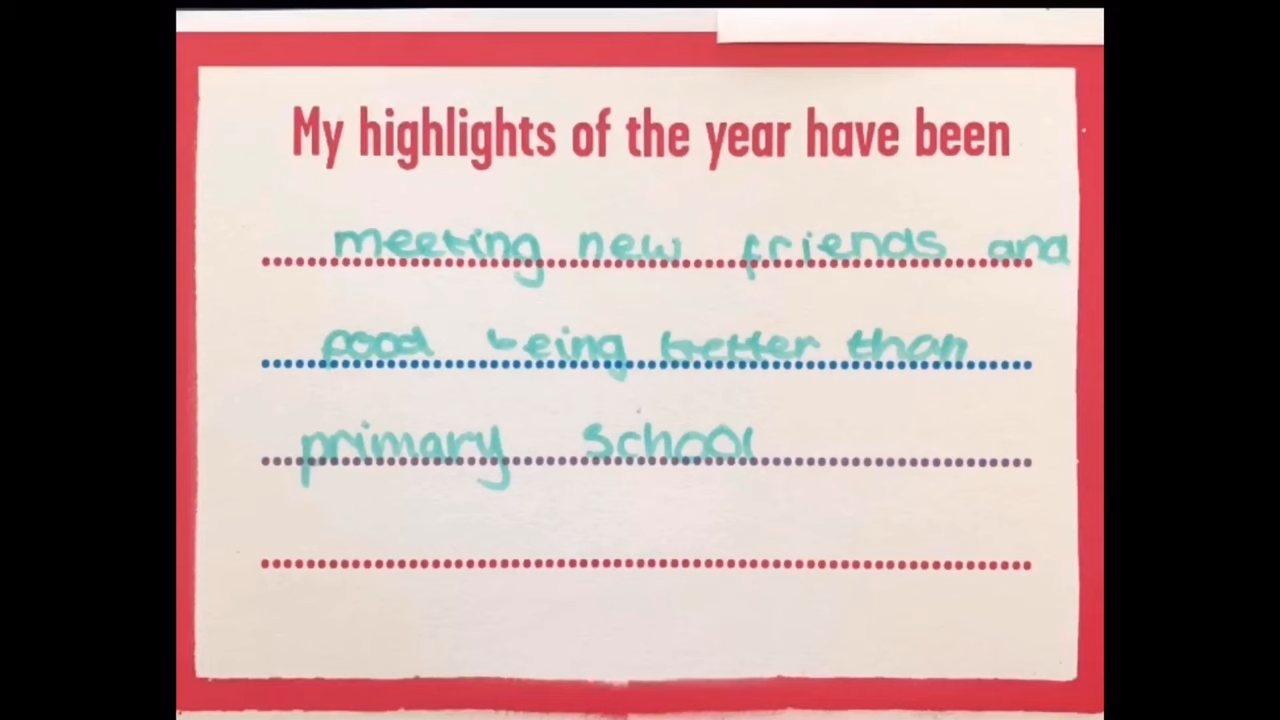 My highlights of the year have been
meeting new friends and
food being better than
primary school